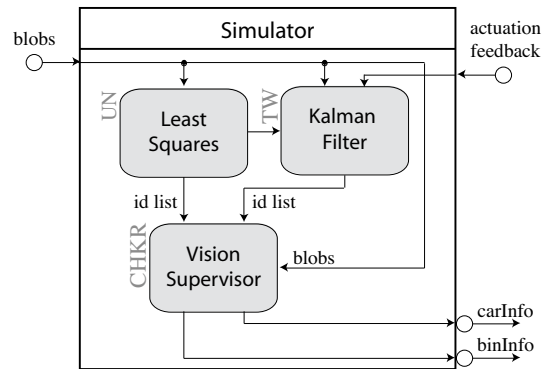 Simulator
blobs
actuation
feedback
UN
Least
Squares
TW
Kalman
Filter
id list
id list
CHKR
Vision
Supervisor
blobs
carInfo
binInfo